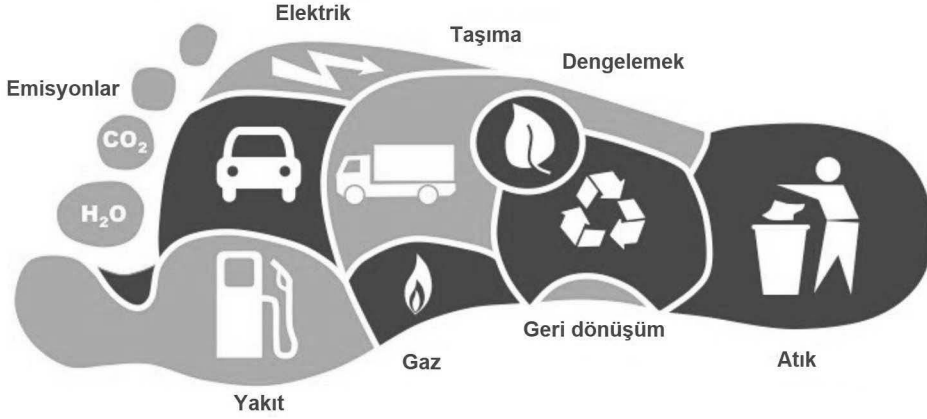 Elektrik
Taşıma
Dengelemek
Emisyonlar
CO₂
H₂O
Geri dönüşüm
Gaz
Atık
Yakıt